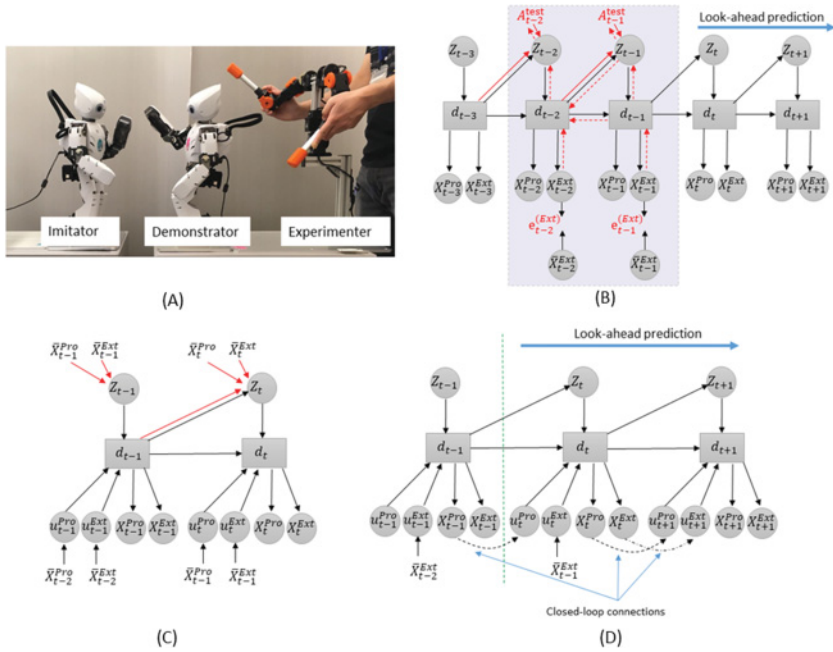 Imitator
Demonstrator
Experimenter
(A)
A_{t-2}^{test}
A_{t-1}^{test}
Look-ahead prediction
Z_{t-3}
Z_{t-2}
Z_{t-1}
Z_t
Z_{t+1}
d_{t-3}
d_{t-2}
d_{t-1}
d_t
d_{t+1}
X_{t-3}^{Pro}
X_{t-3}^{Ext}
X_{t-2}^{Pro}
X_{t-2}^{Ext}
X_{t-1}^{Pro}
X_{t-1}^{Ext}
X_t^{Pro}
X_t^{Ext}
X_{t+1}^{Pro}
X_{t+1}^{Ext}
e_{t-2}^{(Ext)}
e_{t-1}^{(Ext)}
X̄_{t-2}^{Ext}
X̄_{t-1}^{Ext}
(B)
X̄_{t-1}^{Pro}
X̄_{t-1}^{Ext}
X̄_t^{Pro}
X̄_t^{Ext}
Z_{t-1}
Z_t
d_{t-1}
d_t
u_{t-1}^{Pro}
u_{t-1}^{Ext}
X_{t-1}^{Pro}
X_{t-1}^{Ext}
u_t^{Pro}
u_t^{Ext}
X_t^{Pro}
X_t^{Ext}
X̄_{t-2}^{Pro}
X̄_{t-2}^{Ext}
X̄_{t-1}^{Pro}
X̄_{t-1}^{Ext}
(C)
Look-ahead prediction
Z_{t-1}
Z_t
Z_{t+1}
d_{t-1}
d_t
d_{t+1}
u_{t-1}^{Pro}
u_{t-1}^{Ext}
X_{t-1}^{Pro}
X_{t-1}^{Ext}
u_t^{Pro}
u_t^{Ext}
X_t^{Pro}
X_t^{Ext}
u_{t+1}^{Pro}
u_{t+1}^{Ext}
X_{t+1}^{Pro}
X_{t+1}^{Ext}
X̄_{t-2}^{Ext}
X̄_{t-1}^{Ext}
Closed-loop connections
(D)